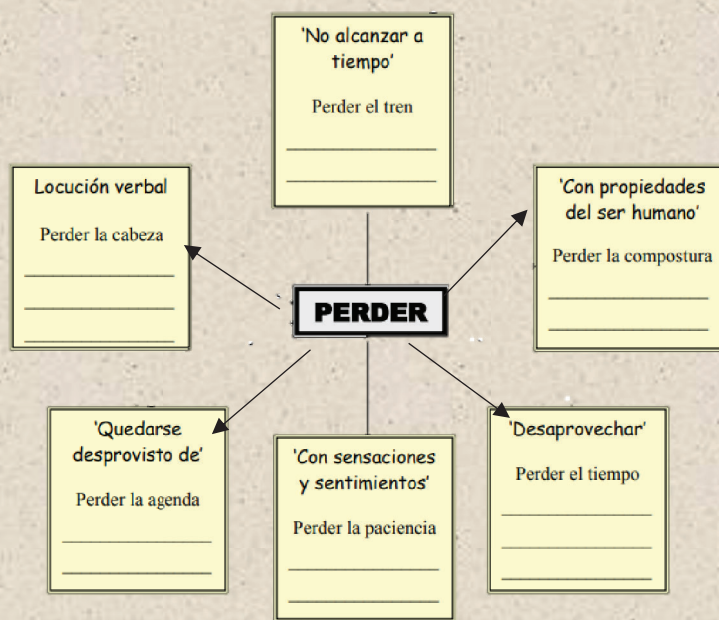 'No alcanzar a
tiempo'
Perder el tren
Locución verbal
Perder la cabeza
'Con propiedades
del ser humano'
Perder la compostura
PERDER
'Quedarse
desprovisto de'
Perder la agenda
'Con sensaciones
y sentimientos'
Perder la paciencia
'Desaprovechar'
Perder el tiempo